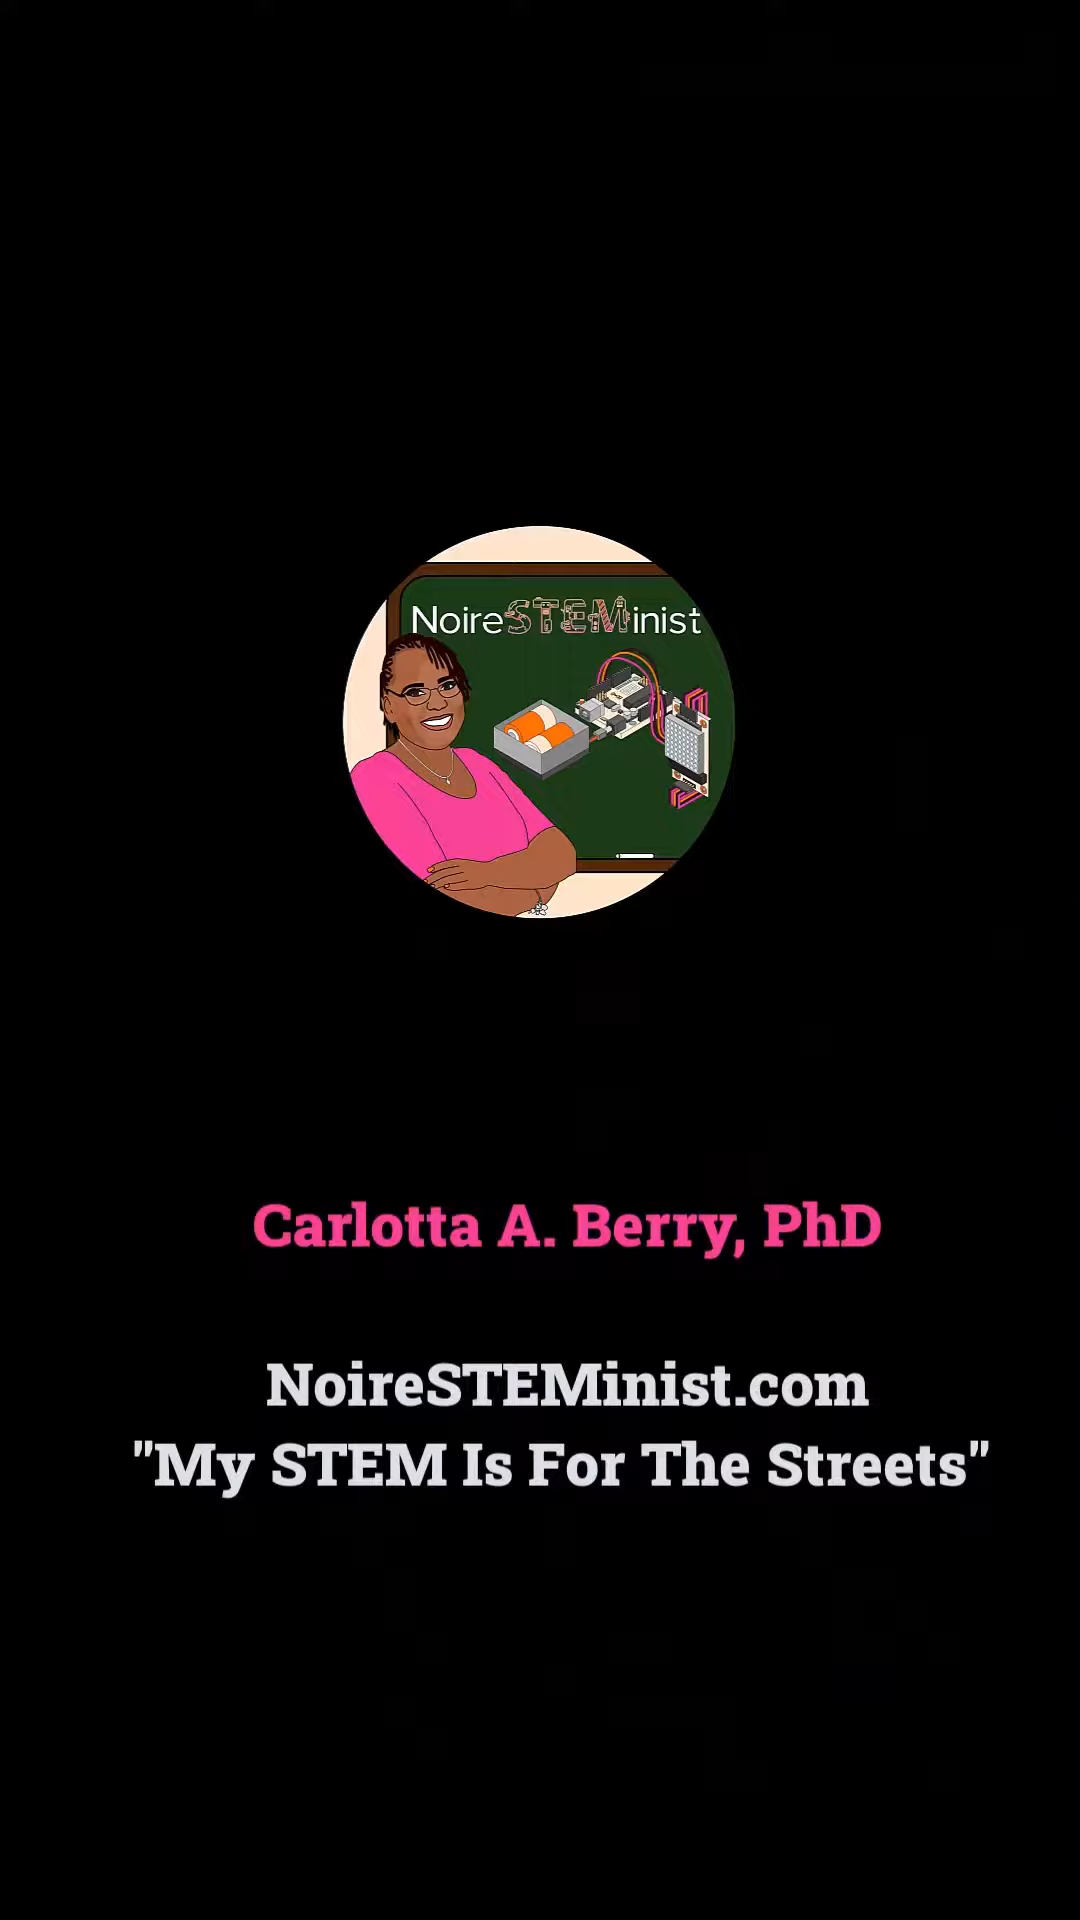 NoireSTEMinist
Carlotta A. Berry, PhD
NoireSTEMinist.com
"My STEM Is For The Streets"